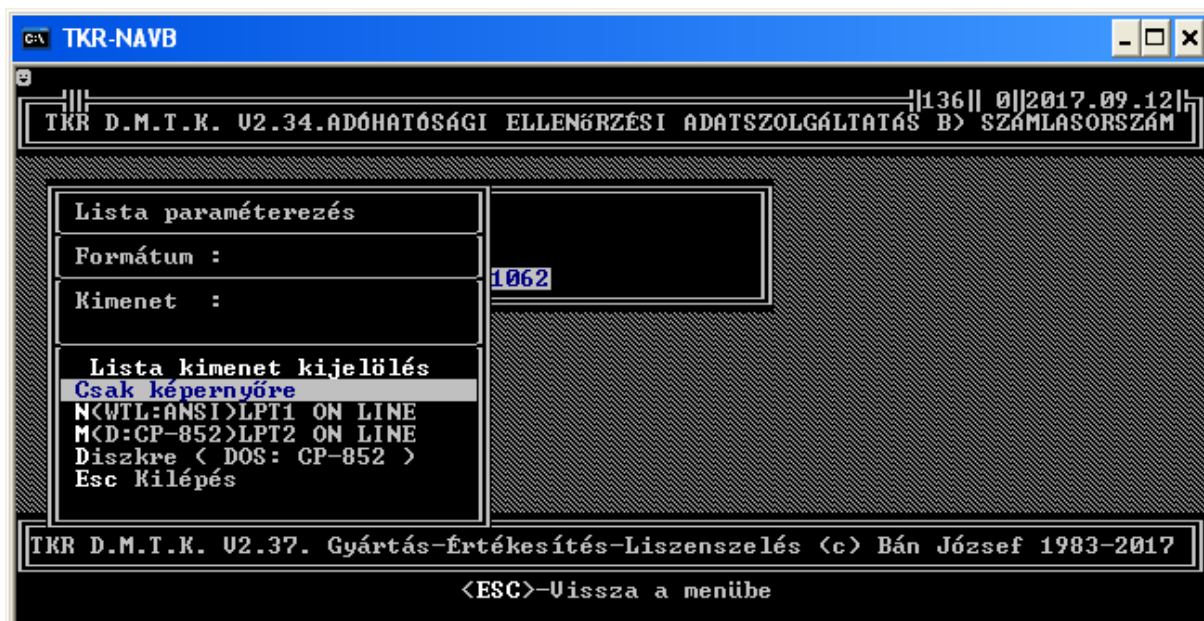 TKR-NAVB
136 0 2017.09.12
TKR D.M.T.K. V2.34.ADÓHATÓSÁGI ELLENőRZÉSI ADATSZOLGÁLTATÁS B) SZÁMLASORSZÁM
Lista paraméterezés
Formátum :
1062
Kimenet :
Lista kimenet kijelölés
Csak képernyőre
N(WTL:ANSI)LPT1 ON LINE
M(D:CP-852)LPT2 ON LINE
Diszkre ( DOS: CP-852 )
Esc Kilépés
TKR D.M.T.K. V2.37. Gyártás-Értékesítés-Liszenszelés (c) Bán József 1983-2017
<ESC>-Vissza a menübe